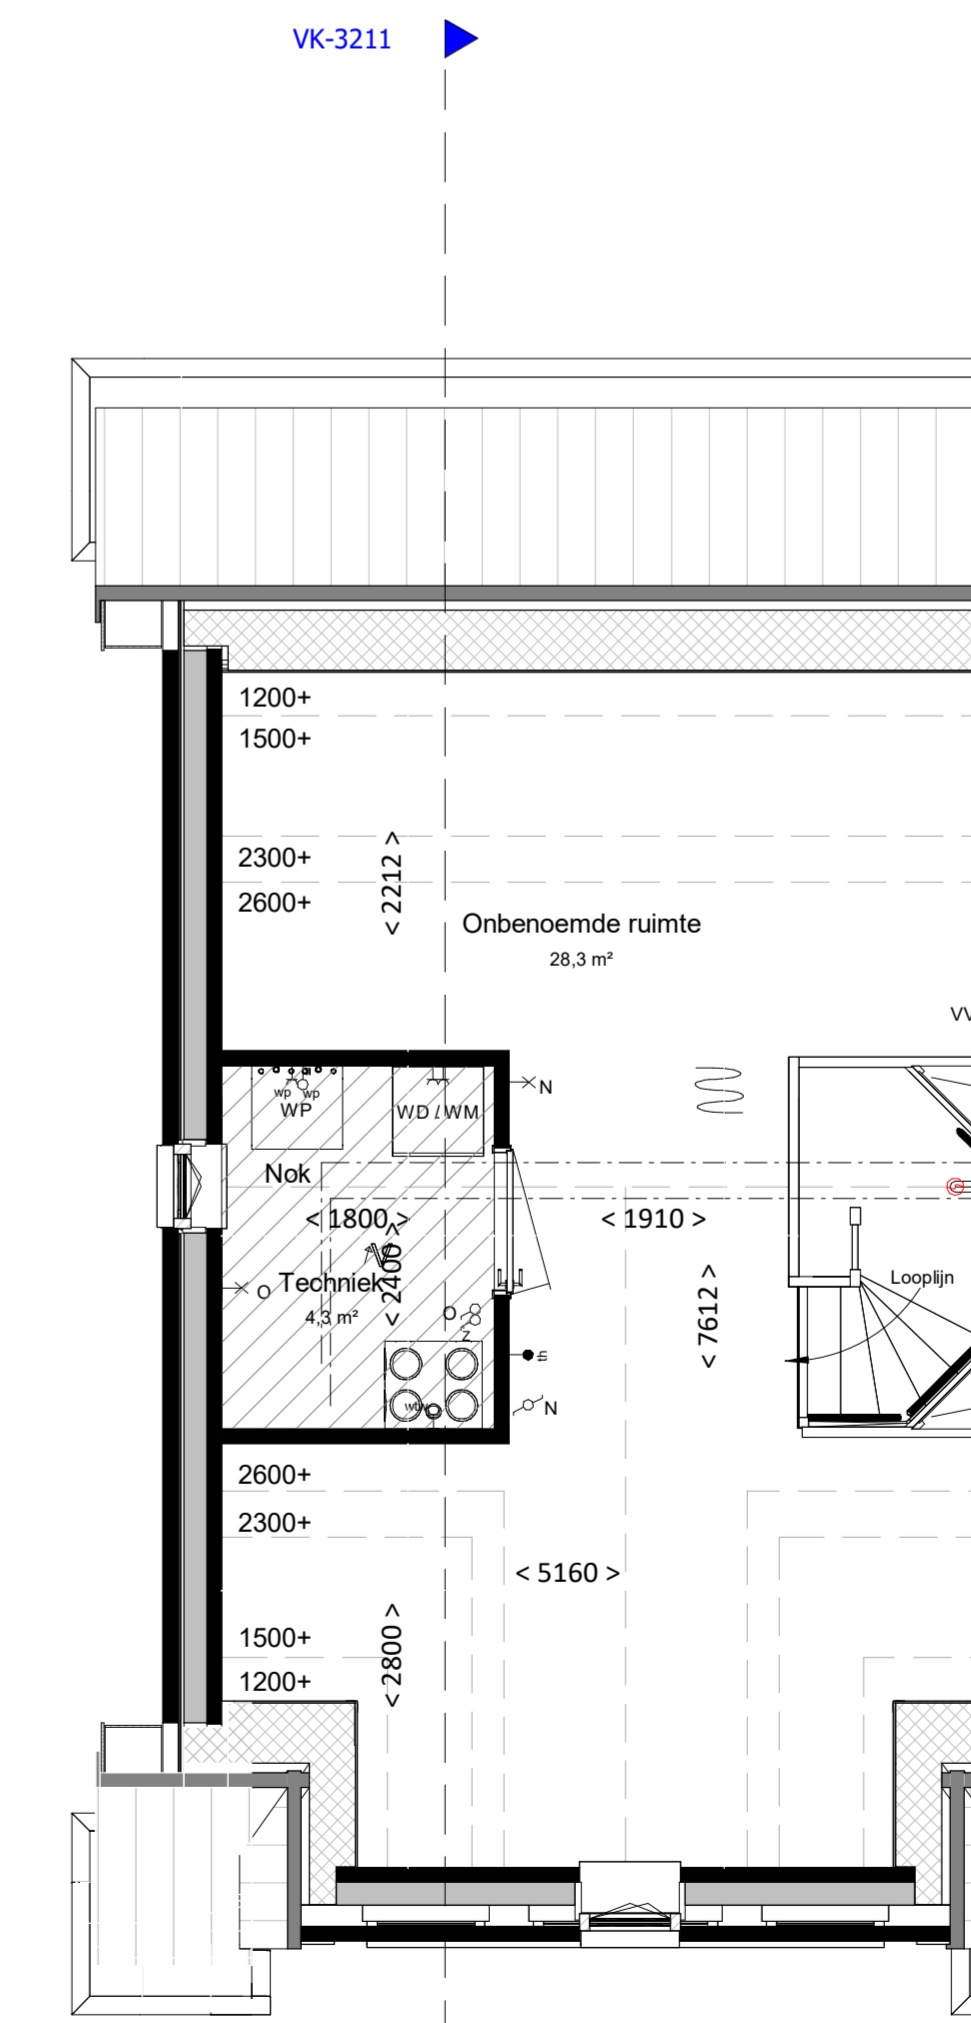 VK-3211
1200+
1500+
2300+
2600+
< 2212 >
Onbenoemde ruimte
28,3 m²
VV
wp wp
WP
WD / WM
N
Nok
< 1800 >
< 1910 >
< 2400 >
Techniek
4,3 m²
O
O
Z
< 7612 >
Looplijn
th
wtw
N
2600+
2300+
< 5160 >
1500+
1200+
< 2800 >